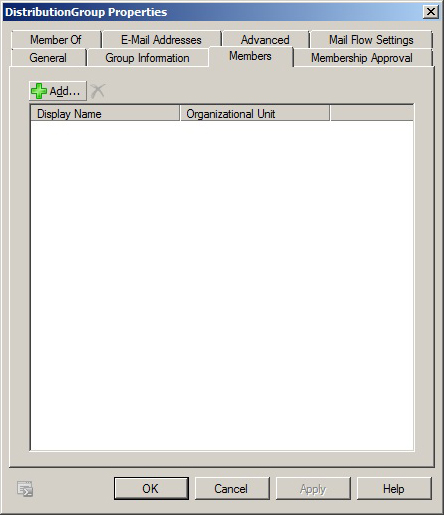 DistributionGroup Properties
Member Of E-Mail Addresses Advanced Mail Flow Settings
General Group Information Members Membership Approval
Add...
Display Name Organizational Unit
OK Cancel Apply Help